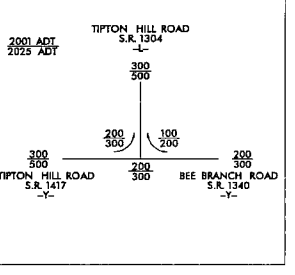 TIPTON HILL ROAD
S.R. 1304
-L-
2001 ADT
2025 ADT
300
500
200
300
100
200
300
500
200
300
200
300
TIPTON HILL ROAD
S.R. 1417
-Y-
BEE BRANCH ROAD
S.R. 1340
-Y-